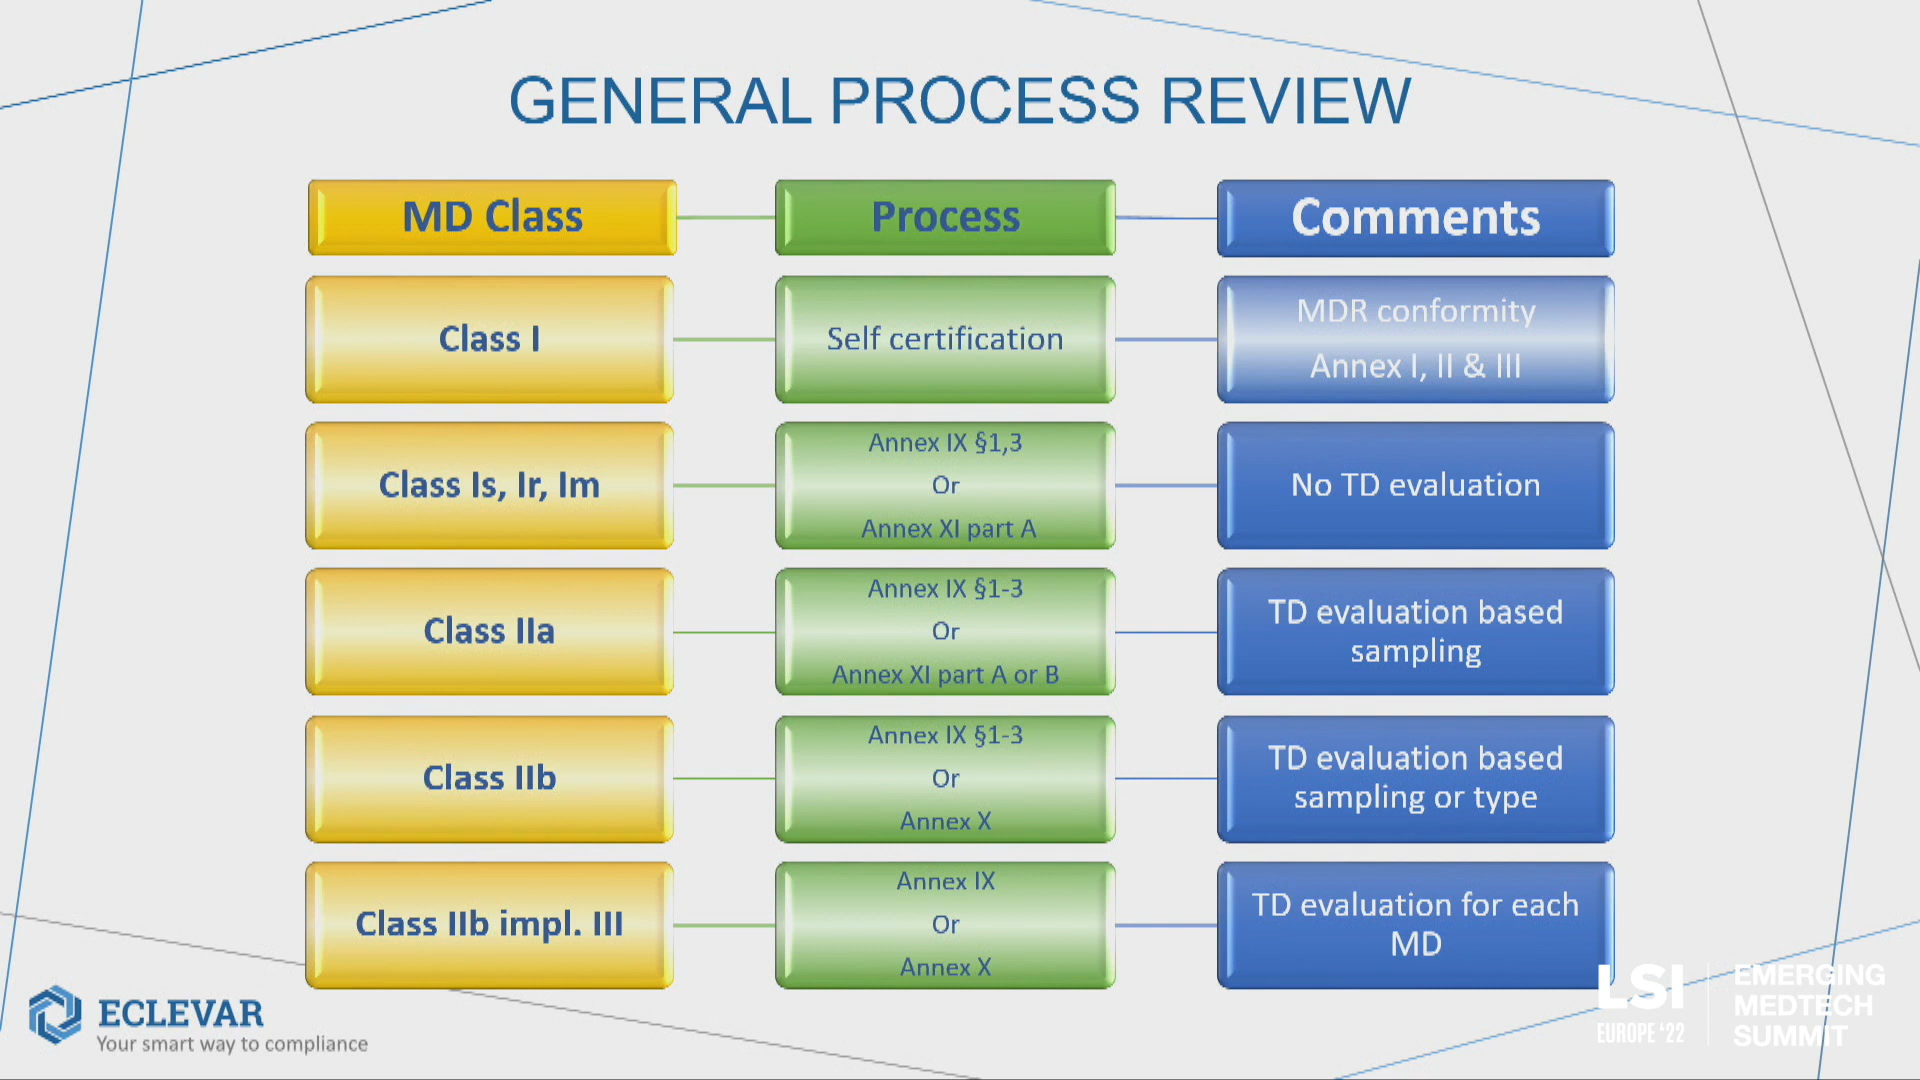 GENERAL PROCESS REVIEW
MD Class
Process
Comments
Class I
Self certification
MDR conformity
Annex I, II & III
Class Is, Ir, Im
Annex IX §1,3
Or
Annex XI part A
No TD evaluation
Class IIa
Annex IX §1-3
Or
Annex XI part A or B
TD evaluation based
sampling
Class IIb
Annex IX §1-3
Or
Annex X
TD evaluation based
sampling or type
Class IIb impl. III
Annex IX
Or
Annex X
TD evaluation for each
MD
ECLEVAR
Your smart way to compliance
LSI
EUROPE '22
EMERGING
MEDTECH
SUMMIT